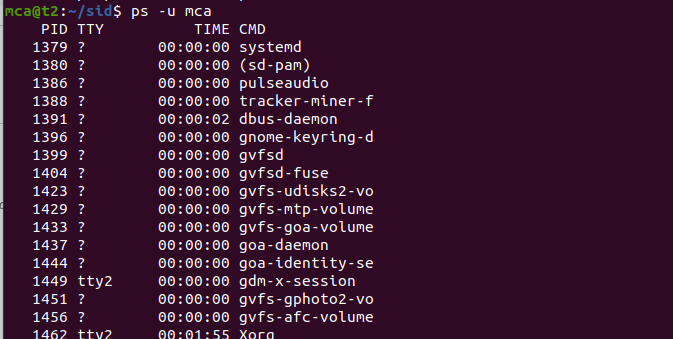 mca@t2:~/sid$ ps -u mca
PID TTY TIME CMD
1379 ? 00:00:00 systemd
1380 ? 00:00:00 (sd-pam)
1386 ? 00:00:00 pulseaudio
1388 ? 00:00:00 tracker-miner-f
1391 ? 00:00:02 dbus-daemon
1396 ? 00:00:00 gnome-keyring-d
1399 ? 00:00:00 gvfsd
1404 ? 00:00:00 gvfsd-fuse
1423 ? 00:00:00 gvfs-udisks2-vo
1429 ? 00:00:00 gvfs-mtp-volume
1433 ? 00:00:00 gvfs-goa-volume
1437 ? 00:00:00 goa-daemon
1444 ? 00:00:00 goa-identity-se
1449 tty2 00:00:00 gdm-x-session
1451 ? 00:00:00 gvfs-gphoto2-vo
1456 ? 00:00:00 gvfs-afc-volume
1462 tty2 00:01:55 Xorg